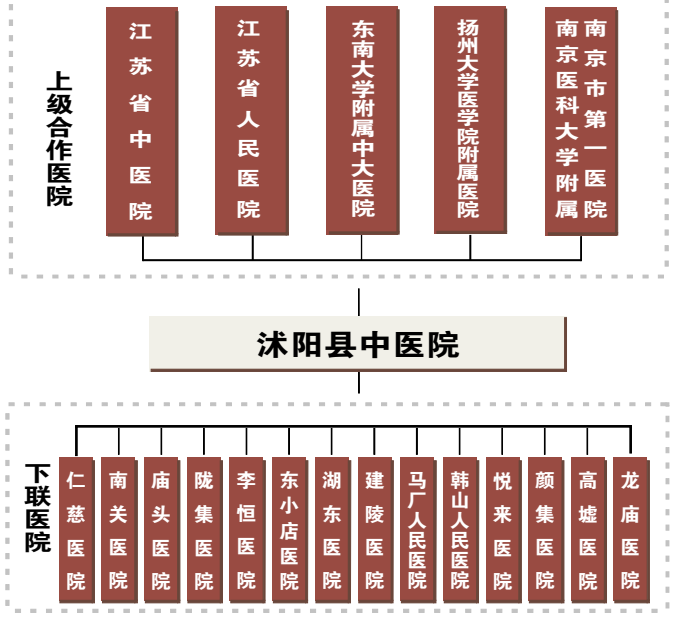 上级合作医院
江苏省中医院
江苏省人民医院
东南大学附属中大医院
扬州大学医学院附属医院
南京医科大学附属
南京市第一医院
沭阳县中医院
下联医院
仁慈医院
南关医院
庙头医院
陇集医院
李恒医院
东小店医院
湖东医院
建陵医院
马厂人民医院
韩山人民医院
悦来医院
颜集医院
高墟医院
龙庙医院